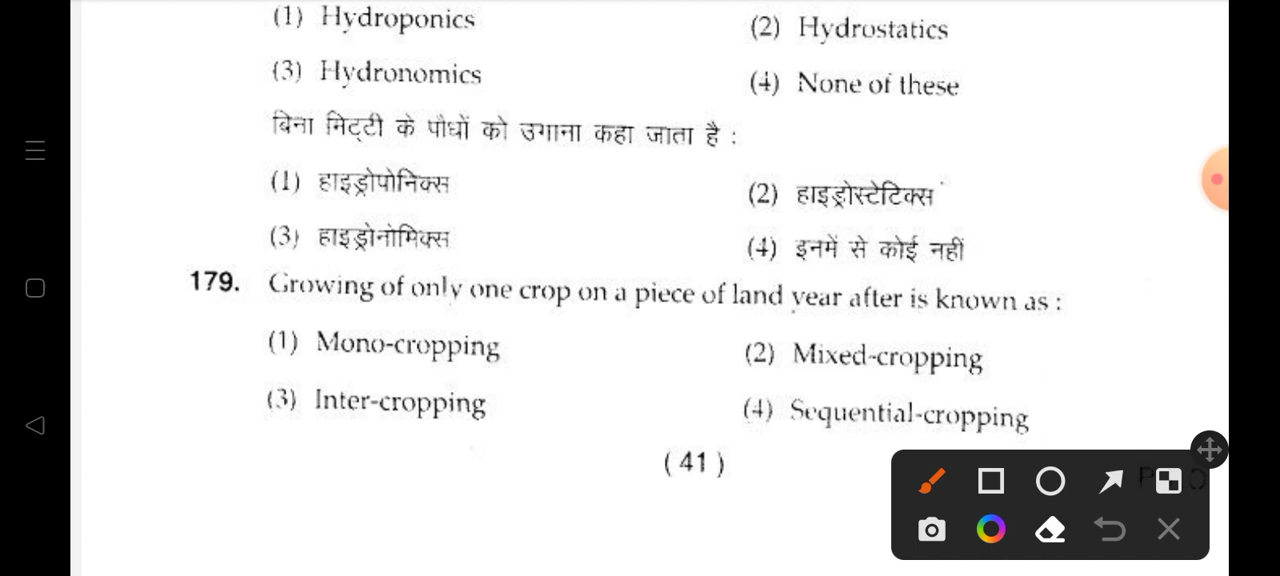 (1) Hydroponics (2) Hydrostatics
(3) Hydronomics (4) None of these
बिना मिट्टी के पौधों को उगाना कहा जाता है :
(1) हाइड्रोपोनिक्स (2) हाइड्रोस्टेटिक्स
(3) हाइड्रोनोमिक्स (4) इनमें से कोई नहीं
179. Growing of only one crop on a piece of land year after is known as :
(1) Mono-cropping (2) Mixed-cropping
(3) Inter-cropping (4) Sequential-cropping
( 41 )